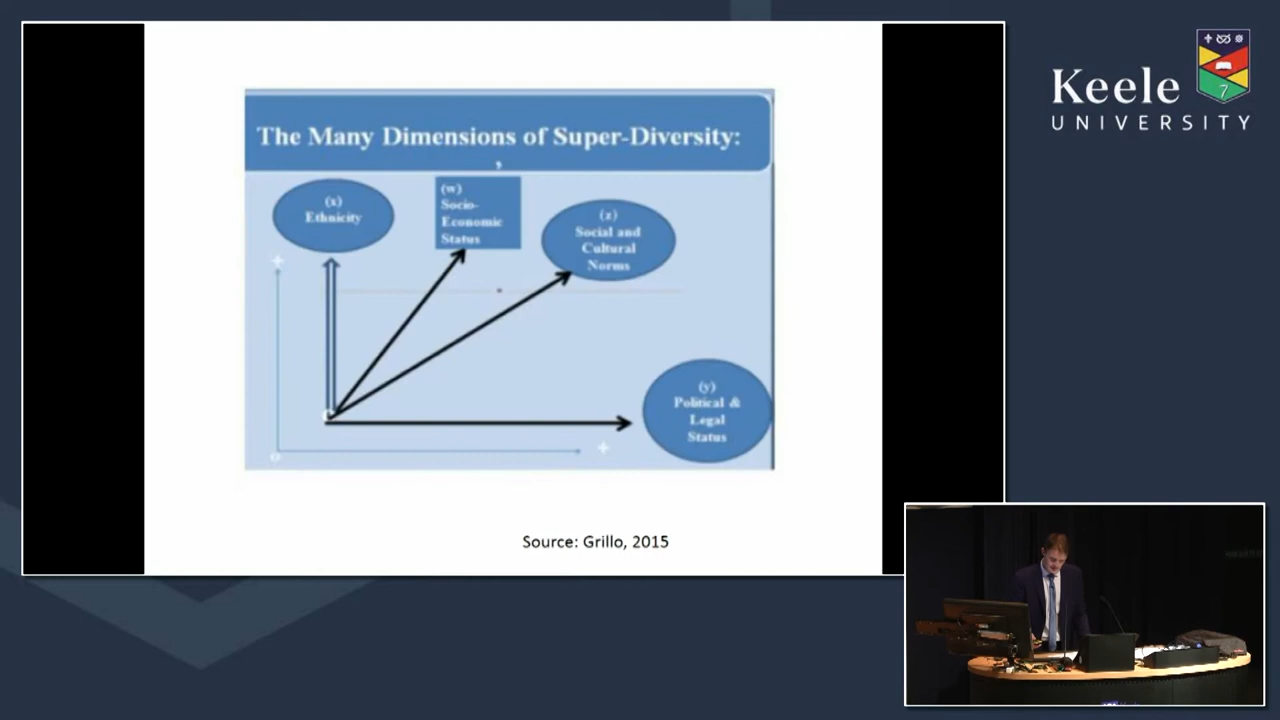 The Many Dimensions of Super-Diversity:
,
(x)
Ethnicity
(w)
Socio-
Economic
Status
(z)
Social and
Cultural
Norms
+
(y)
Political &
Legal
Status
+
Source: Grillo, 2015
Keele
UNIVERSITY
7